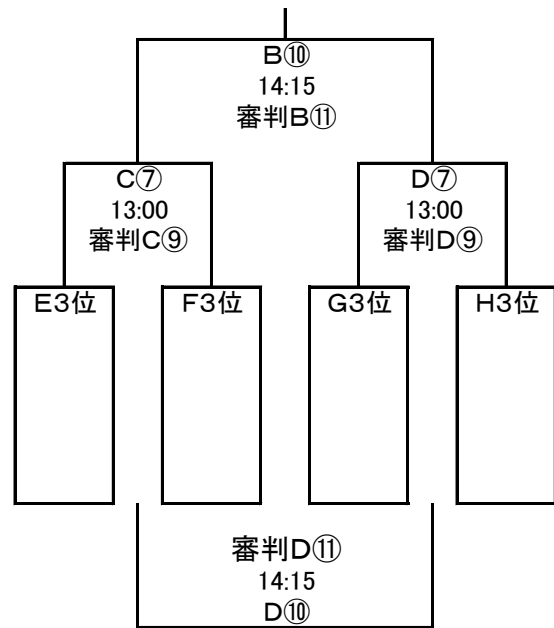 B⑩
14:15
審判B⑪
C⑦
13:00
審判C⑨
D⑦
13:00
審判D⑨
E3位
F3位
G3位
H3位
審判D⑪
14:15
D⑩